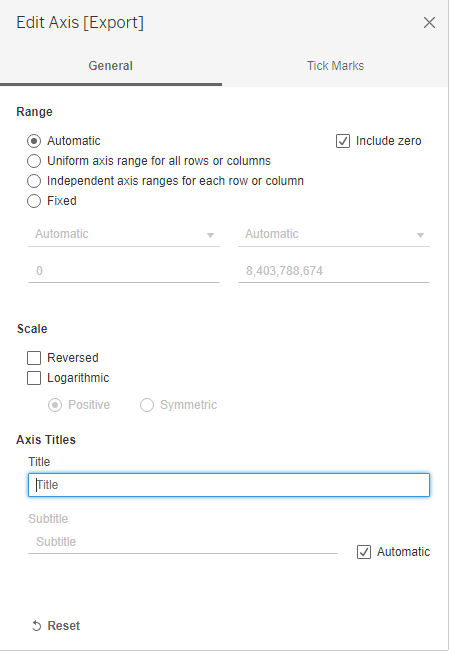 Edit Axis [Export]
General
Tick Marks
Range
Automatic
Include zero
Uniform axis range for all rows or columns
Independent axis ranges for each row or column
Fixed
Automatic
Automatic
0
8,403,788,674
Scale
Reversed
Logarithmic
Positive
Symmetric
Axis Titles
Title
Title
Subtitle
Subtitle
Automatic
Reset